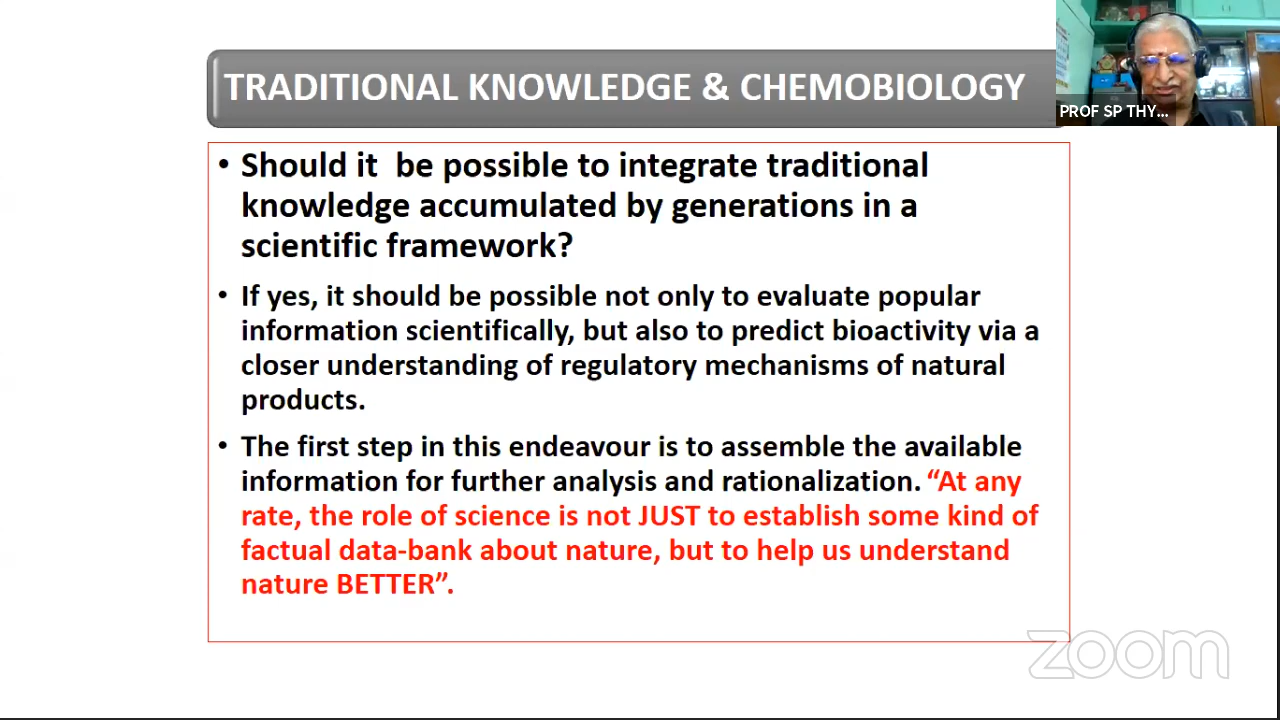 TRADITIONAL KNOWLEDGE & CHEMOBIOLOGY
PROF SP THY...
• Should it be possible to integrate traditional
knowledge accumulated by generations in a
scientific framework?
• If yes, it should be possible not only to evaluate popular
information scientifically, but also to predict bioactivity via a
closer understanding of regulatory mechanisms of natural
products.
• The first step in this endeavour is to assemble the available
information for further analysis and rationalization. “At any
rate, the role of science is not JUST to establish some kind of
factual data-bank about nature, but to help us understand
nature BETTER”.
zoom